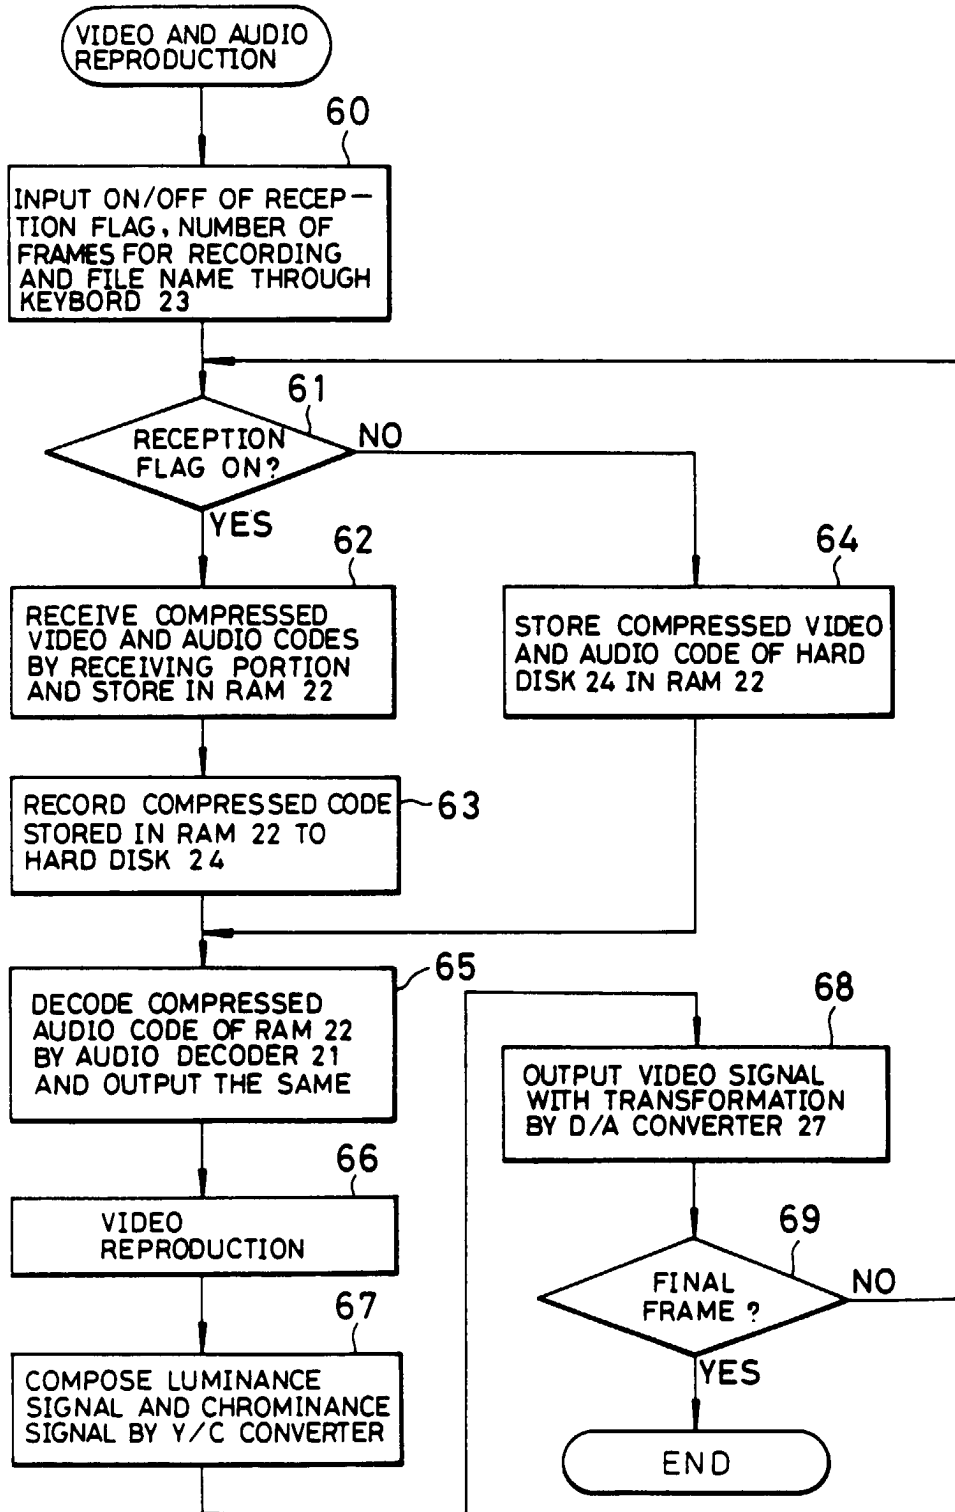 VIDEO AND AUDIO
REPRODUCTION
60
INPUT ON/OFF OF RECEP-
TION FLAG, NUMBER OF
FRAMES FOR RECORDING
AND FILE NAME THROUGH
KEYBORD 23
61
RECEPTION
FLAG ON?
NO
YES
62
RECEIVE COMPRESSED
VIDEO AND AUDIO CODES
BY RECEIVING PORTION
AND STORE IN RAM 22
64
STORE COMPRESSED VIDEO
AND AUDIO CODE OF HARD
DISK 24 IN RAM 22
63
RECORD COMPRESSED CODE
STORED IN RAM 22 TO
HARD DISK 24
65
DECODE COMPRESSED
AUDIO CODE OF RAM 22
BY AUDIO DECODER 21
AND OUTPUT THE SAME
66
VIDEO
REPRODUCTION
67
COMPOSE LUMINANCE
SIGNAL AND CHROMINANCE
SIGNAL BY Y/C CONVERTER
68
OUTPUT VIDEO SIGNAL
WITH TRANSFORMATION
BY D/A CONVERTER 27
69
FINAL
FRAME ?
NO
YES
END